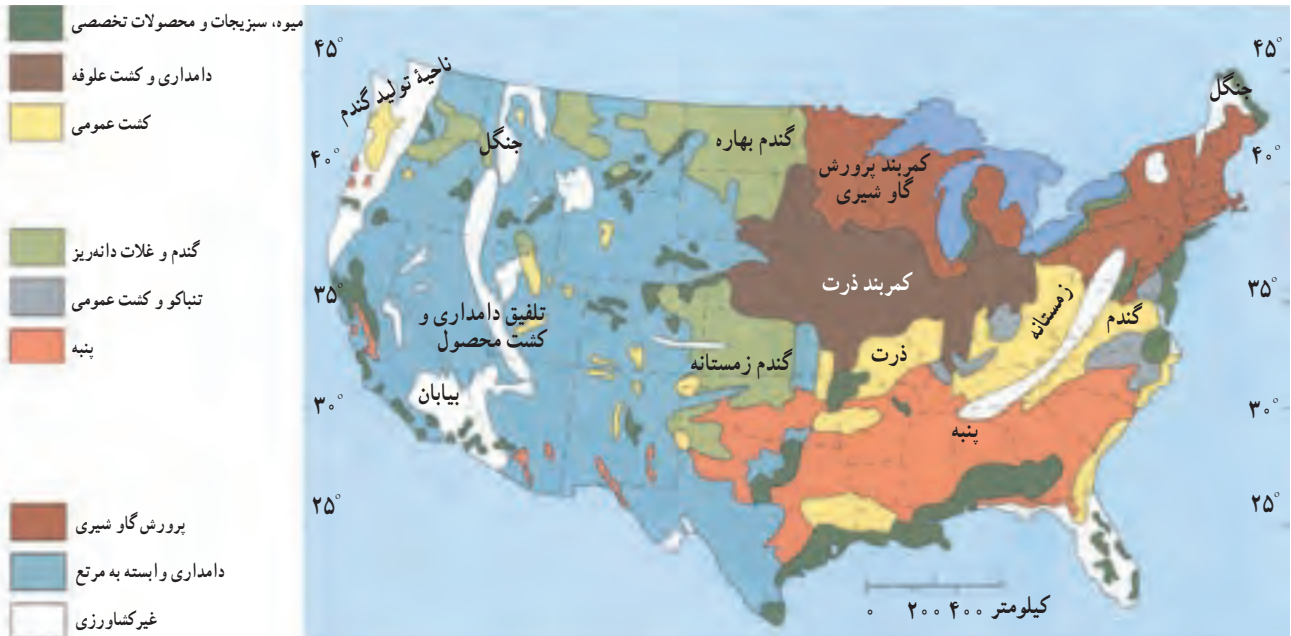 میوه، سبزیجات و محصولات تخصصی
دامداری و کشت علوفه
کشت عمومی
گندم و غلات دانه‌ریز
تنباکو و کشت عمومی
پنبه
پرورش گاو شیری
دامداری وابسته به مرتع
غیرکشاورزی
۴۵°
۴۰°
۳۵°
۳۰°
۲۵°
۴۵°
۴۰°
۳۵°
۳۰°
۲۵°
ناحیهٔ تولید گندم
جنگل
گندم بهاره
کمربند پرورش
گاو شیری
جنگل
کمربند ذرت
زمستانه
گندم
تلفیق دامداری و
کشت محصول
گندم زمستانه
ذرت
بیابان
پنبه
۰ ۲۰۰ ۴۰۰ کیلومتر